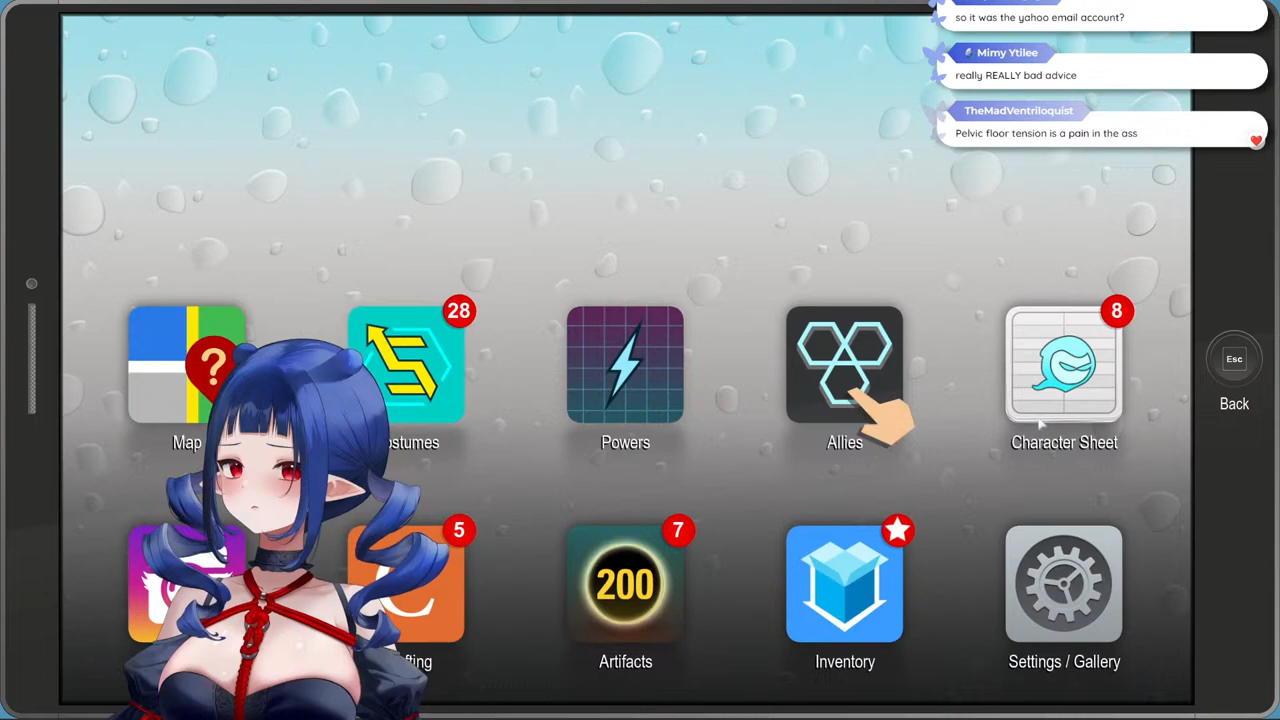 so it was the yahoo email account?
Mimy Ytilee
really REALLY bad advice
TheMadVentriloquist
Pelvic floor tension is a pain in the ass
28
8
?
Esc
Back
Map
Powers
Allies
Character Sheet
5
7
200
Artifacts
Inventory
Settings / Gallery